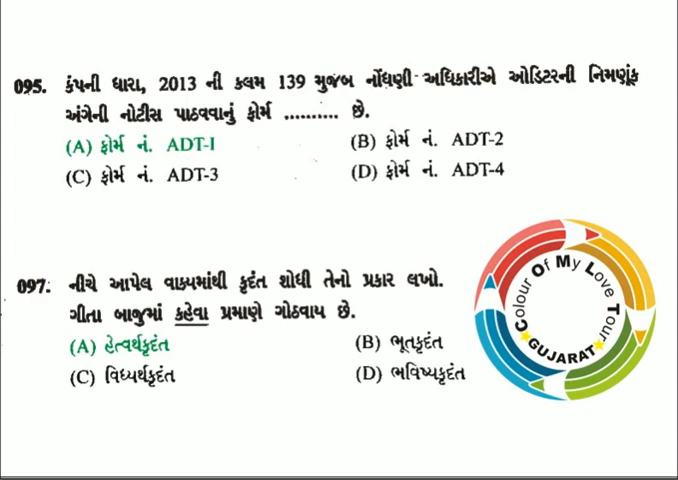 095. કંપની ધારા, 2013 ની કલમ 139 મુજબ નોંધણી અધિકારીએ ઓડિટરની નિમણૂંક
અંગેની નોટીસ પાઠવવાનું ફોર્મ .......... છે.
(A) ફોર્મ નં. ADT-1 (B) ફોર્મ નં. ADT-2
(C) ફોર્મ નં. ADT-3 (D) ફોર્મ નં. ADT-4
097. નીચે આપેલ વાક્યમાંથી કૃદંત શોધી તેનો પ્રકાર લખો.
ગીતા બાજુમાં કહેવા પ્રમાણે ગોઠવાય છે.
(A) હેત્વર્થકૃદંત (B) ભૂતકૃદંત
(C) વિધ્યર્થકૃદંત (D) ભવિષ્યકૃદંત
Colour Of My Love Tour
GUJARAT